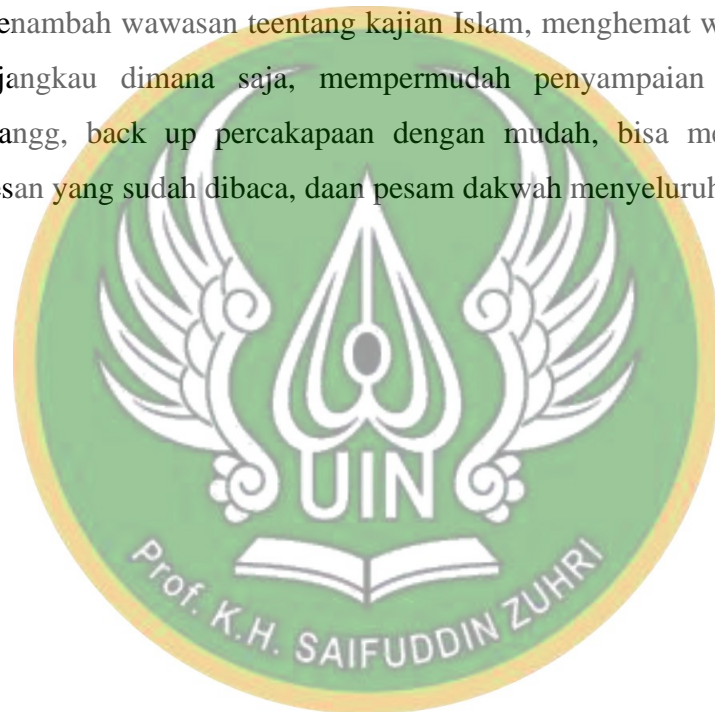 enambah wawasan teentang kajian Islam, menghemat w
jangkau dimana saja, mempermudah penyampaian
angg, back up percakapaan dengan mudah, bisa me
esan yang sudah dibaca, daan pesam dakwah menyeluruh
UIN
Prof. K.H. SAIFUDDIN ZUHRI